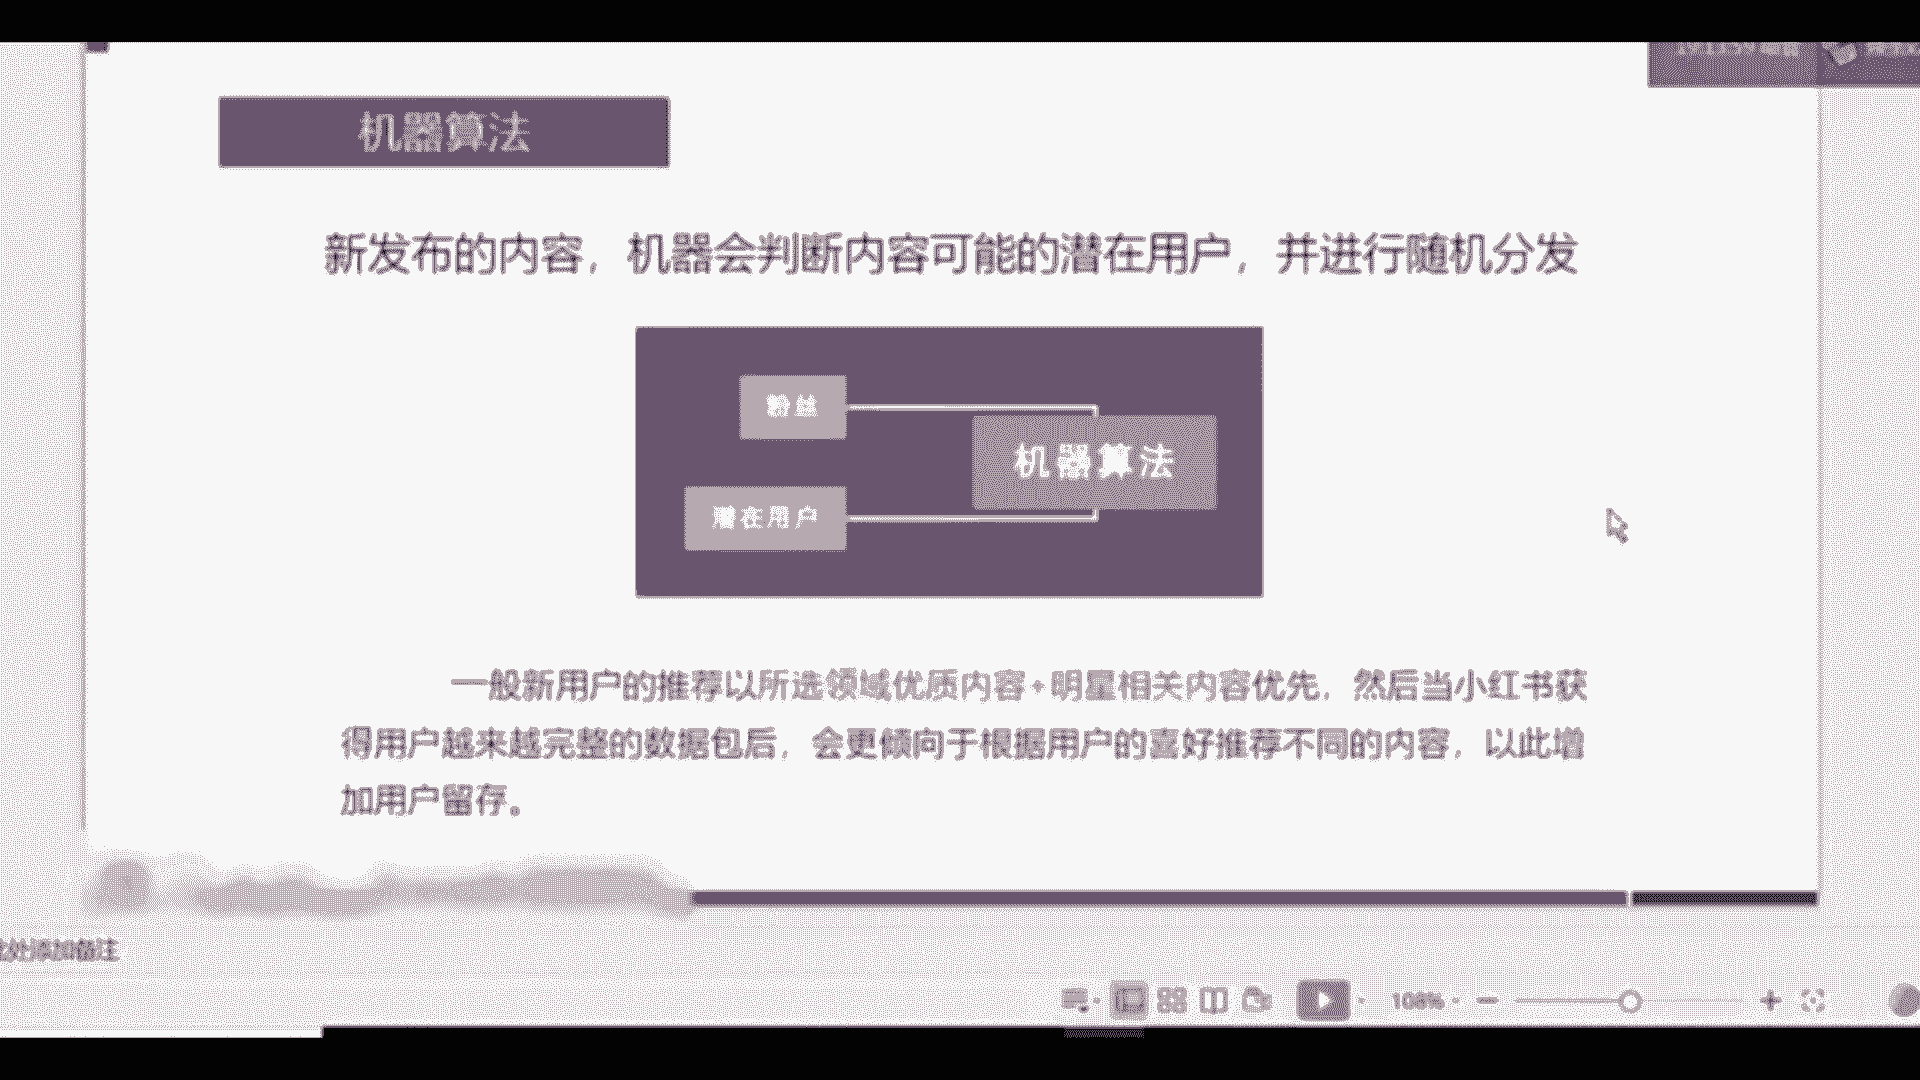 机器算法
新发布的内容，机器会判断内容可能的潜在用户，并进行随机分发
粉丝
机器算法
潜在用户
一般新用户的推荐以所选领域优质内容+明星相关内容优先，然后当小红书获
得用户越来越完整的数据包后，会更倾向于根据用户的喜好推荐不同的内容，以此增
加用户留存。
处添加备注
108%